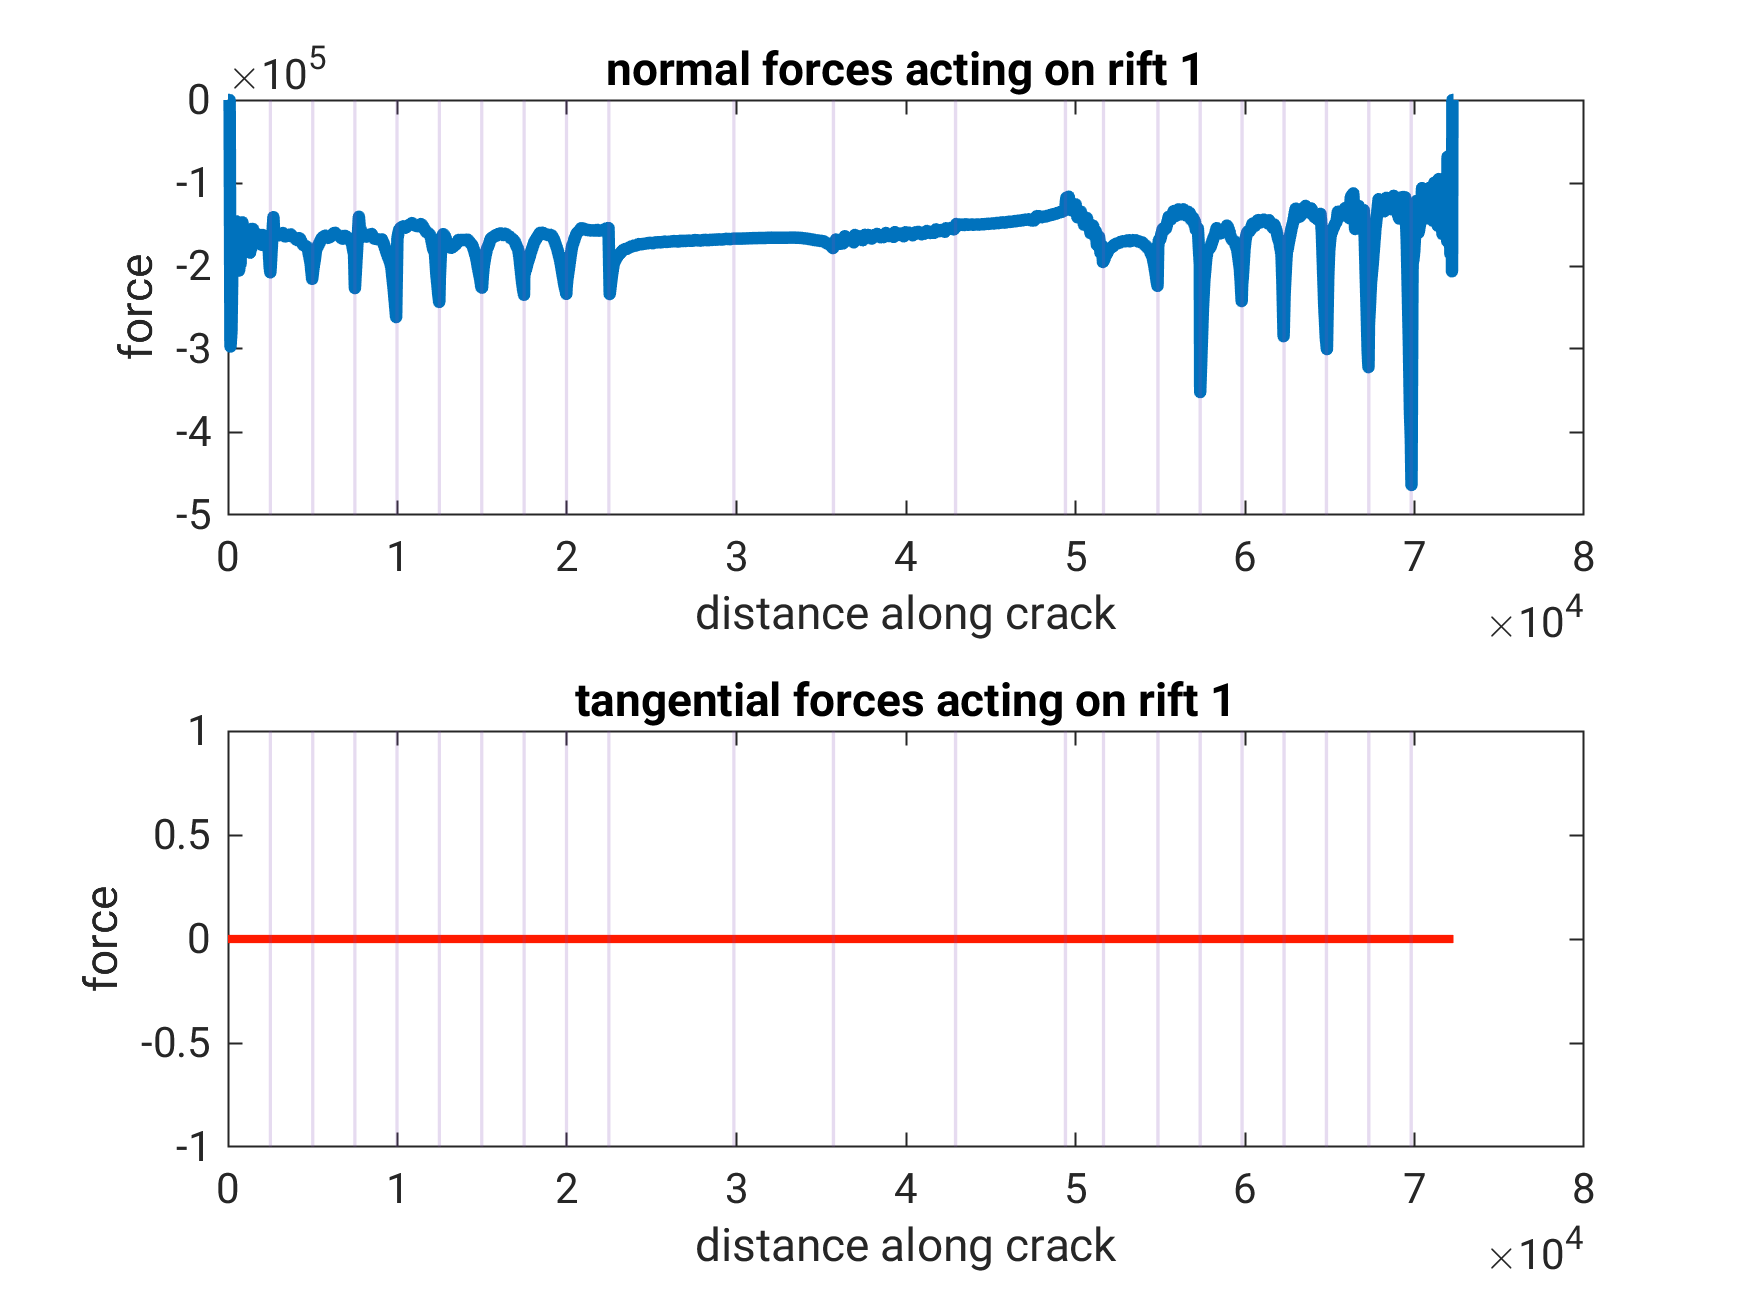 ×10^5
normal forces acting on rift 1
0
-1
-2
-3
-4
-5
force
0 1 2 3 4 5 6 7 8
distance along crack
×10^4
tangential forces acting on rift 1
1
0.5
0
-0.5
-1
force
0 1 2 3 4 5 6 7 8
distance along crack
×10^4